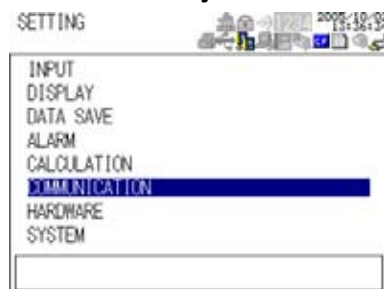 SETTING
INPUT
DISPLAY
DATA SAVE
ALARM
CALCULATION
COMMUNICATION
HARDWARE
SYSTEM